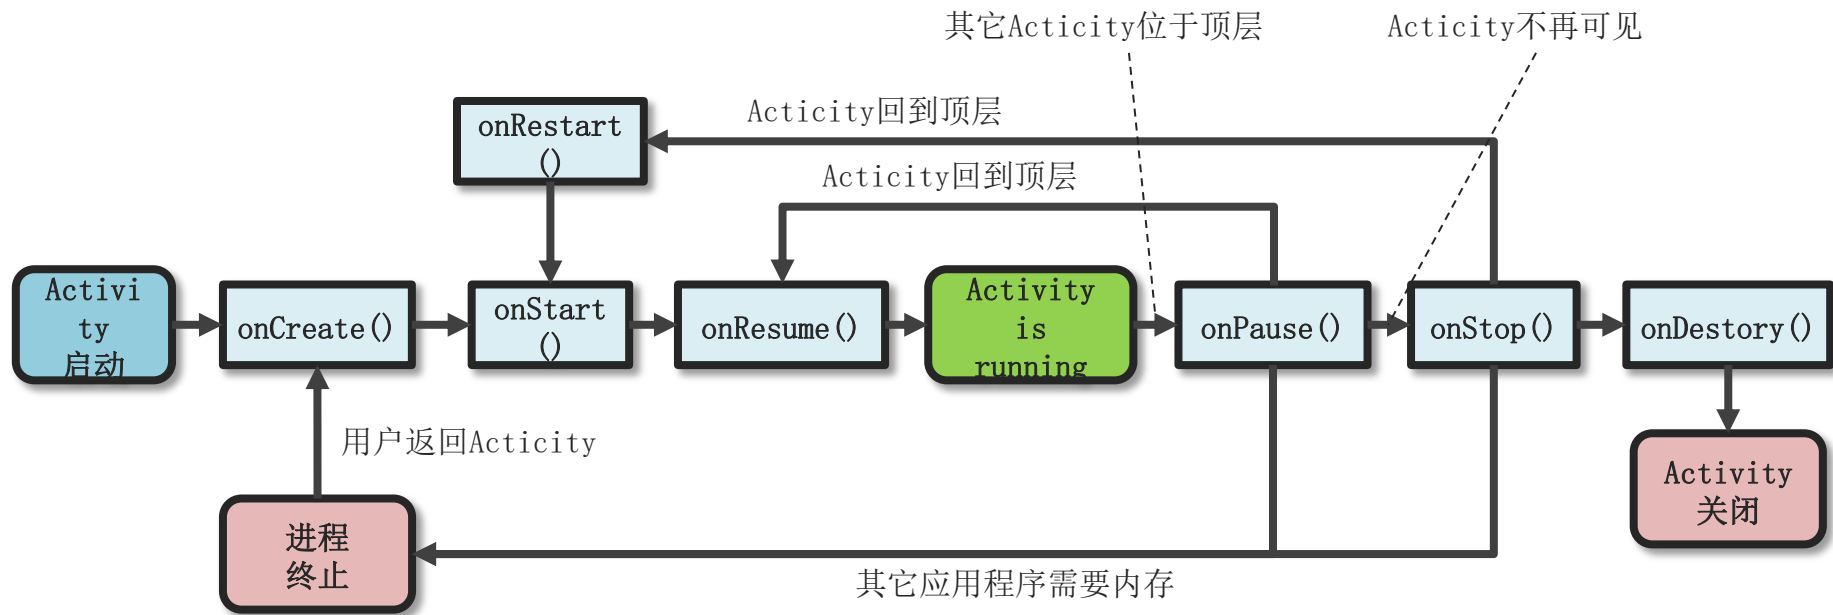 其它Acticity位于顶层
Acticity不再可见
Acticity回到顶层
onRestart
()
Acticity回到顶层
Activi
ty
启动
onCreate()
onStart
()
onResume()
Activity
is
running
onPause()
onStop()
onDestory()
用户返回Acticity
进程
终止
Activity
关闭
其它应用程序需要内存